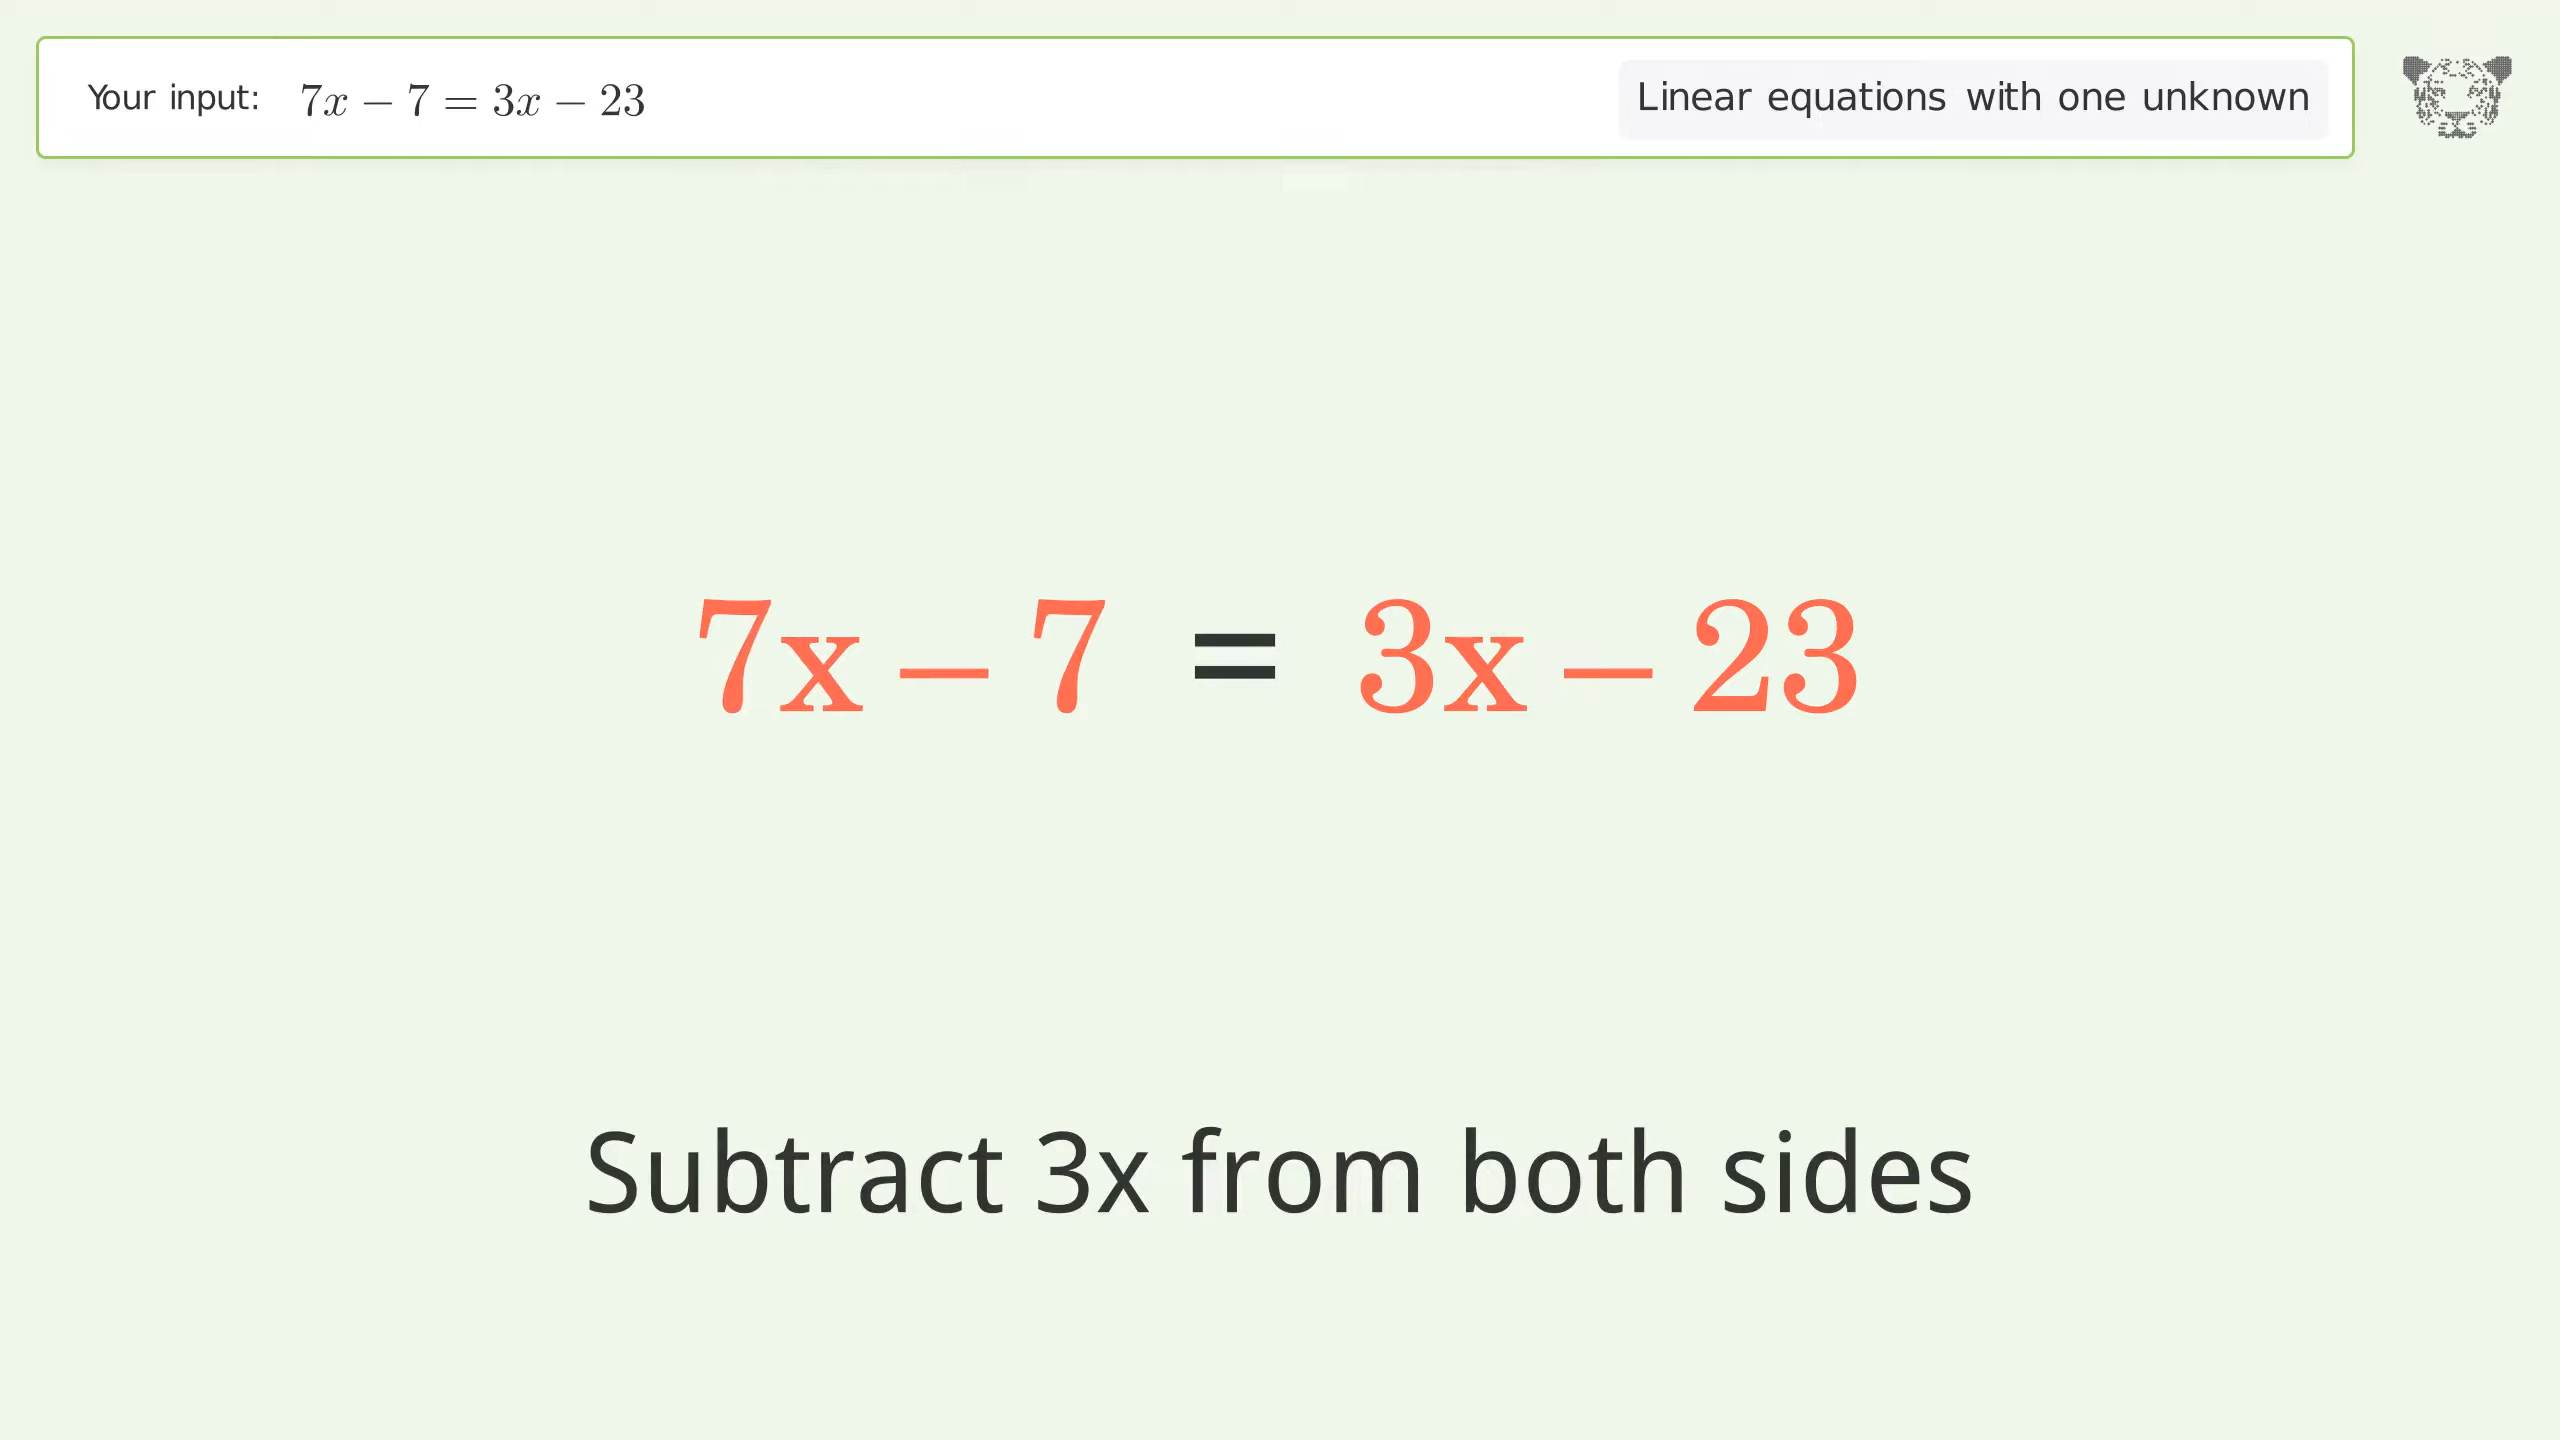 Your input: 7x − 7 = 3x − 23
Linear equations with one unknown
7x − 7 = 3x − 23
Subtract 3x from both sides